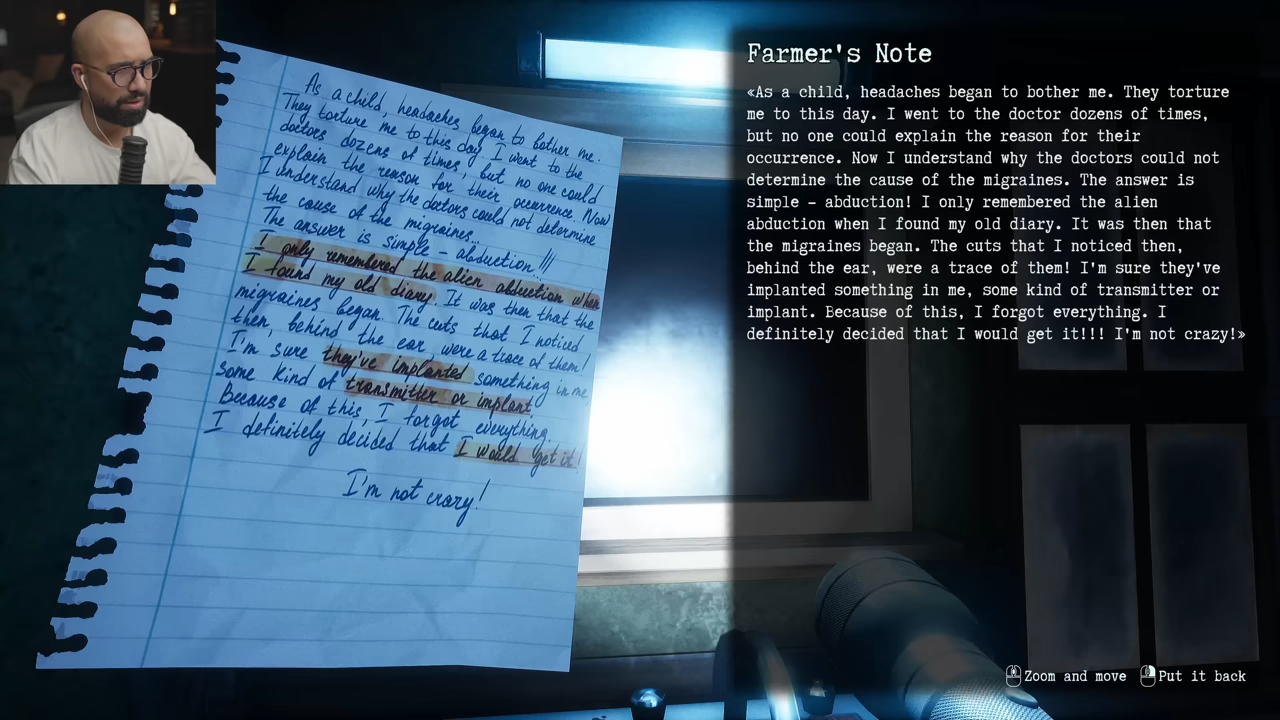 As a child, headaches began to bother me.
They torture me to this day. I went to the
doctors dozens of times, but no one could
explain the reason for their occurrence. Now
I understand why the doctors could not determine
the cause of the migraines...
The answer is simple - abduction!!!
I only remembered the alien abduction when
I found my old diary. It was then that the
migraines began. The cuts that I noticed
then, behind the ear, were a trace of them!
I'm sure they've implanted something in me,
some kind of transmitter or implant.
Because of this, I forgot everything.
I definitely decided that I would get it!
I'm not crazy!
Farmer's Note
«As a child, headaches began to bother me. They torture
me to this day. I went to the doctor dozens of times,
but no one could explain the reason for their
occurrence. Now I understand why the doctors could not
determine the cause of the migraines. The answer is
simple – abduction! I only remembered the alien
abduction when I found my old diary. It was then that
the migraines began. The cuts that I noticed then,
behind the ear, were a trace of them! I'm sure they've
implanted something in me, some kind of transmitter or
implant. Because of this, I forgot everything. I
definitely decided that I would get it!!! I'm not crazy!»
Zoom and move
Put it back